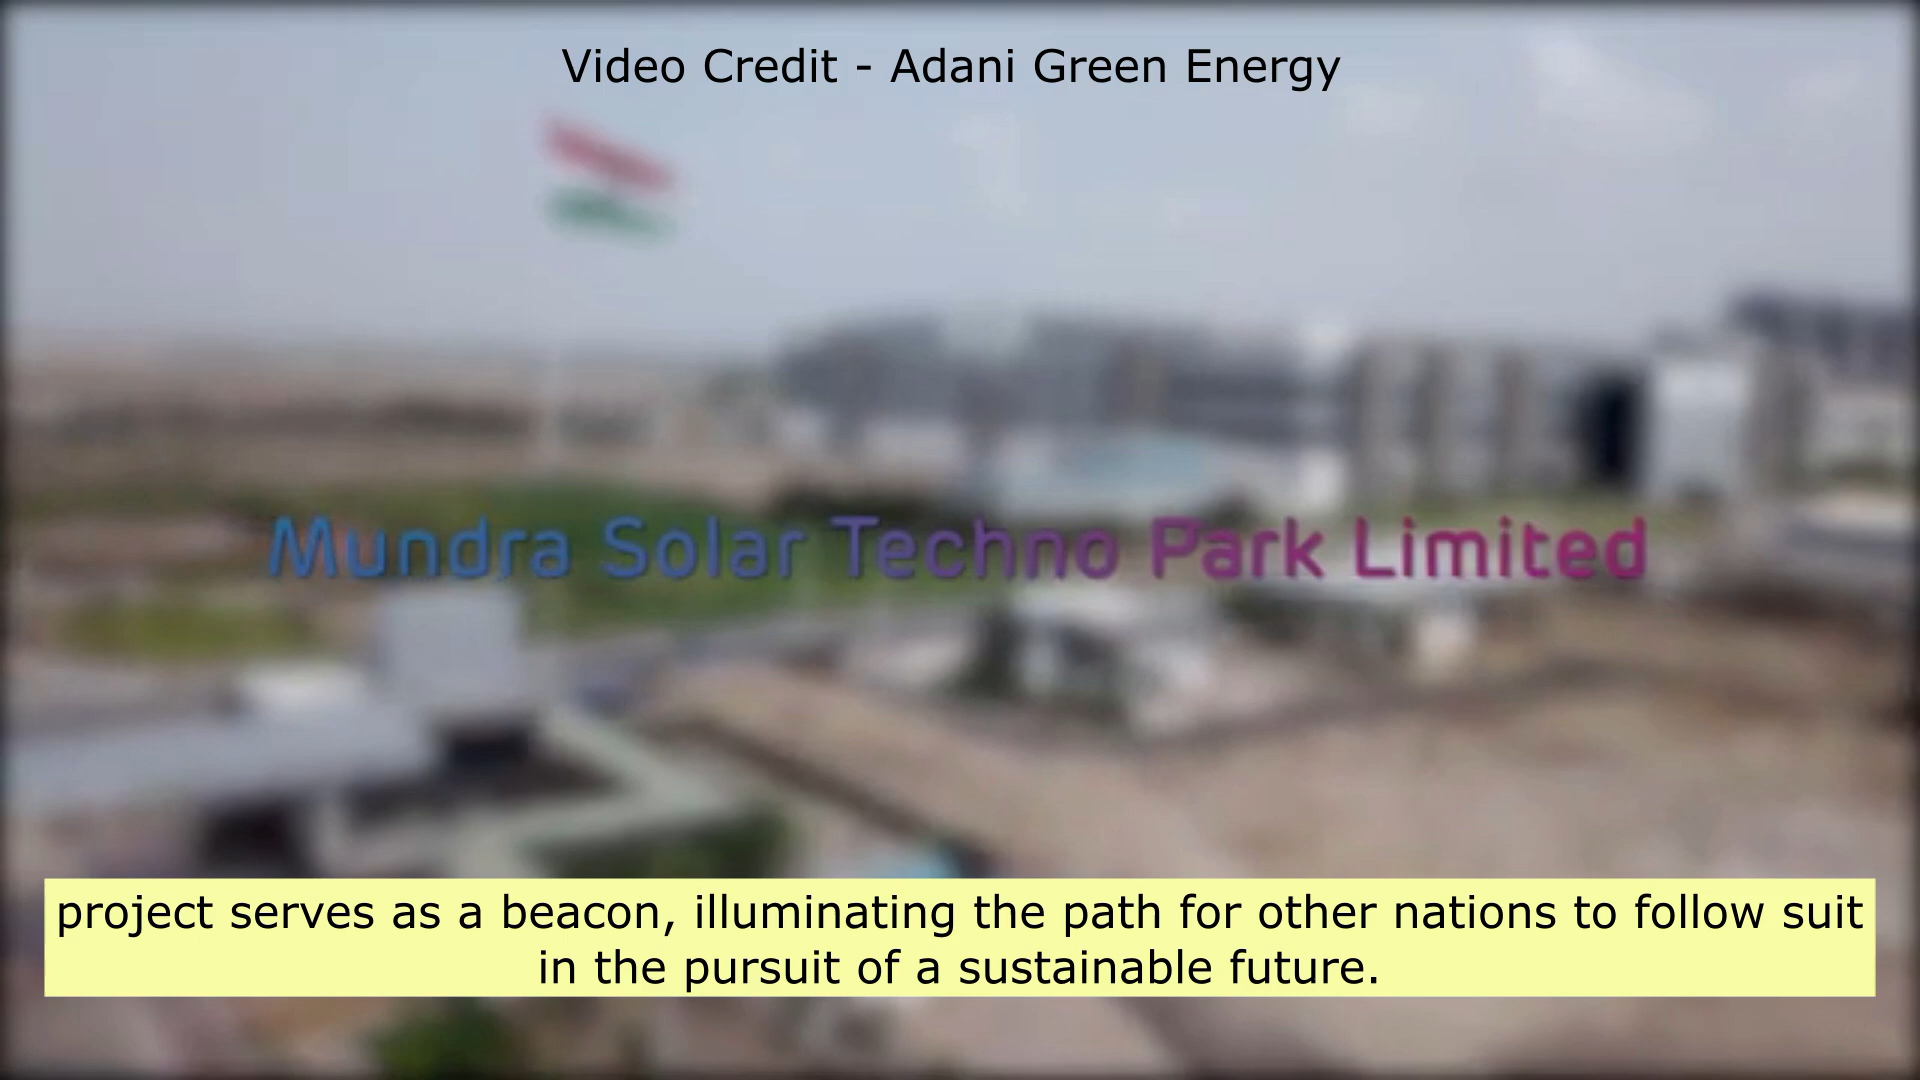 Video Credit - Adani Green Energy
Mundra Solar Techno Park Limited
project serves as a beacon, illuminating the path for other nations to follow suit
in the pursuit of a sustainable future.